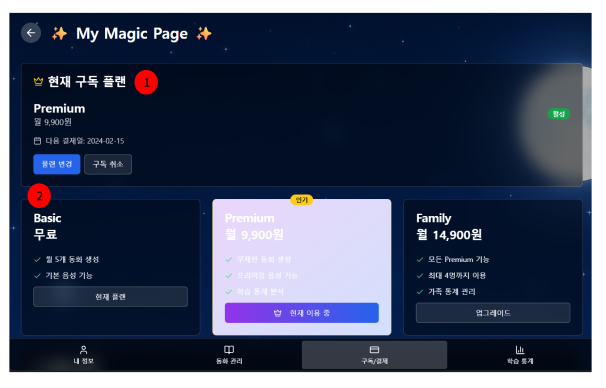 ✨ My Magic Page ✨
현재 구독 플랜
1
Premium
월 9,900원
활성
다음 결제일: 2024-02-15
플랜 변경
구독 취소
2
Basic
무료
✓ 월 5개 동화 생성
✓ 기본 음성 기능
현재 플랜
인기
Premium
월 9,900원
✓ 무제한 동화 생성
✓ 프리미엄 음성 기능
✓ 학습 통계 분석
현재 이용 중
Family
월 14,900원
✓ 모든 Premium 기능
✓ 최대 4명까지 이용
✓ 가족 통계 관리
업그레이드
내 정보
동화 관리
구독/결제
학습 통계